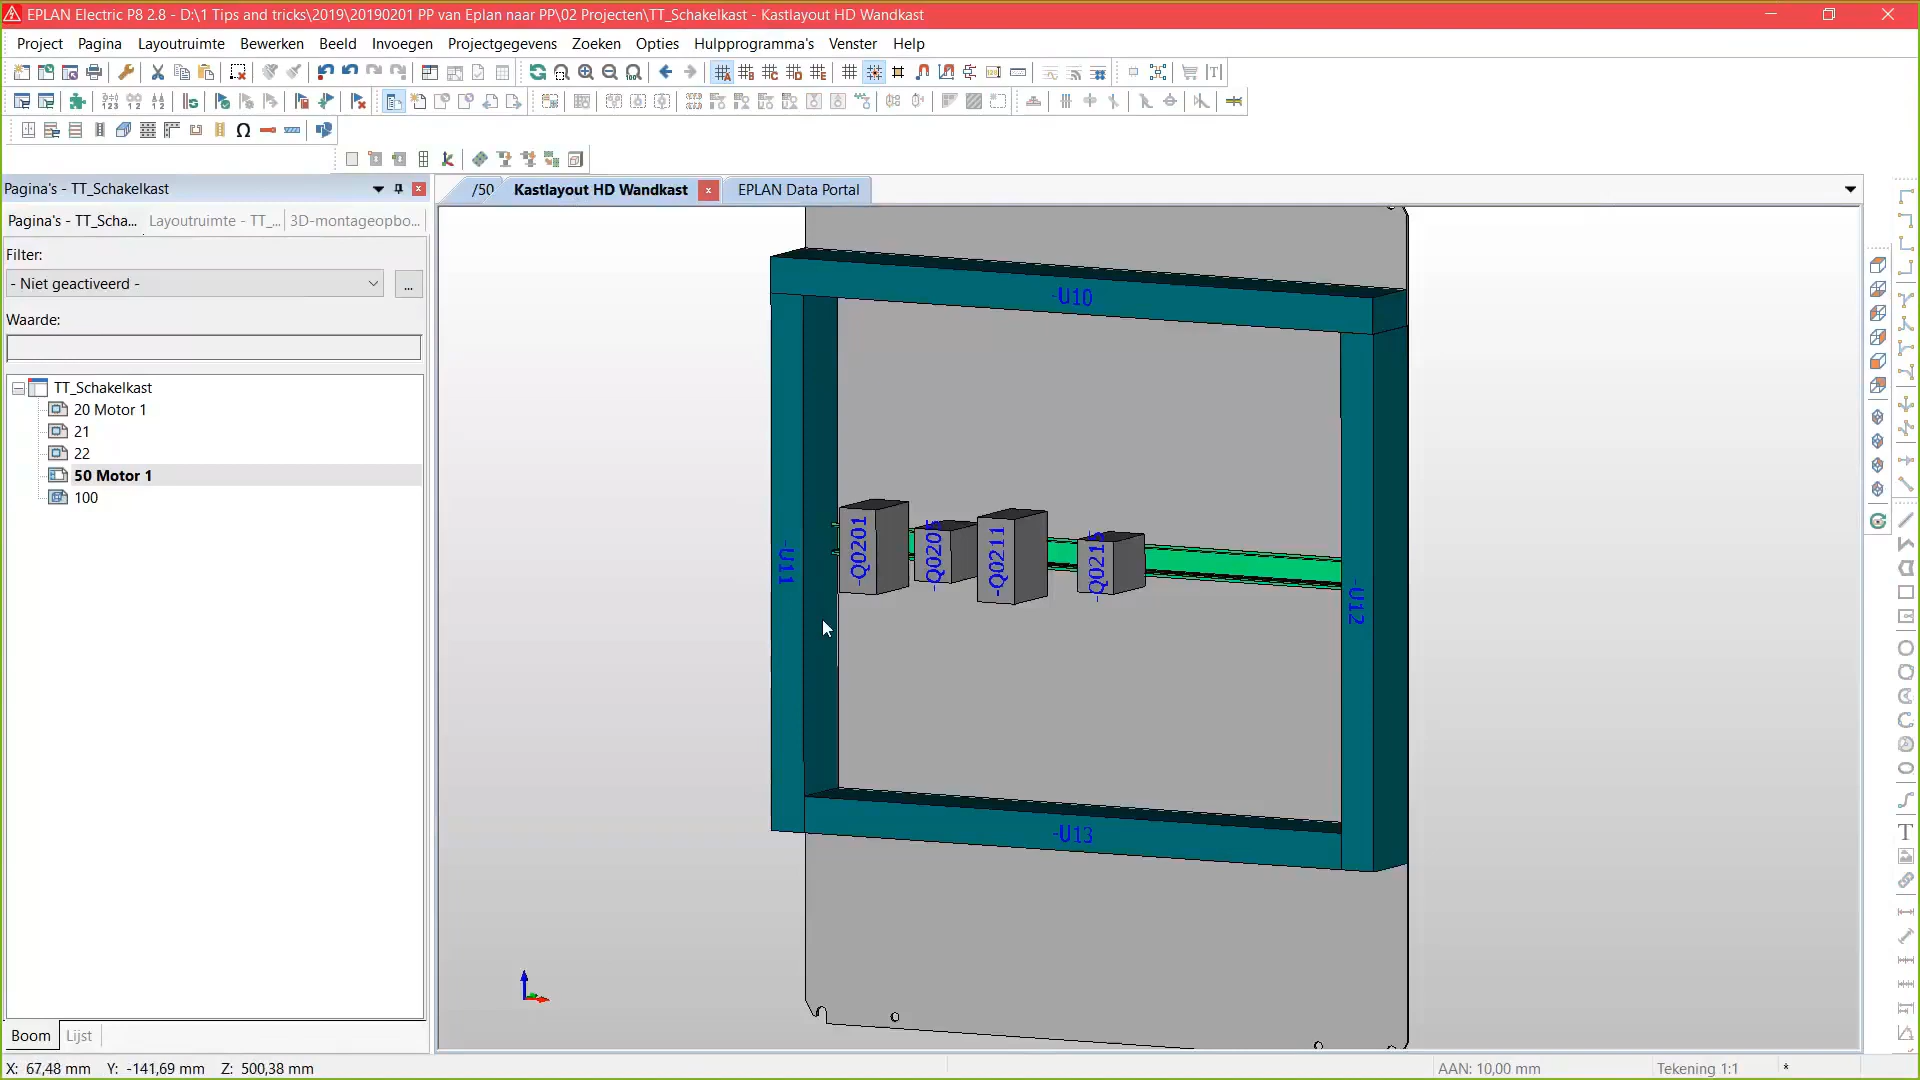 EPLAN Electric P8 2.8 - D:\1 Tips and tricks\2019\20190201 PP van Eplan naar PP\02 Projecten\TT_Schakelkast - Kastlayout HD Wandkast
Project Pagina Layoutruimte Bewerken Beeld Invoegen Projectgegevens Zoeken Opties Hulpprogramma's Venster Help
Pagina's - TT_Schakelkast
/50 Kastlayout HD Wandkast EPLAN Data Portal
Pagina's - TT_Scha... Layoutruimte - TT_... 3D-montageopbo...
Filter:
- Niet geactiveerd -
...
Waarde:
TT_Schakelkast
20 Motor 1
21
22
50 Motor 1
100
-U10
-U11
-Q0201
-Q0205
-Q0211
-Q0215
-U12
-U13
Boom Lijst
X: 67,48 mm Y: -141,69 mm Z: 500,38 mm
AAN: 10,00 mm
Tekening 1:1
*